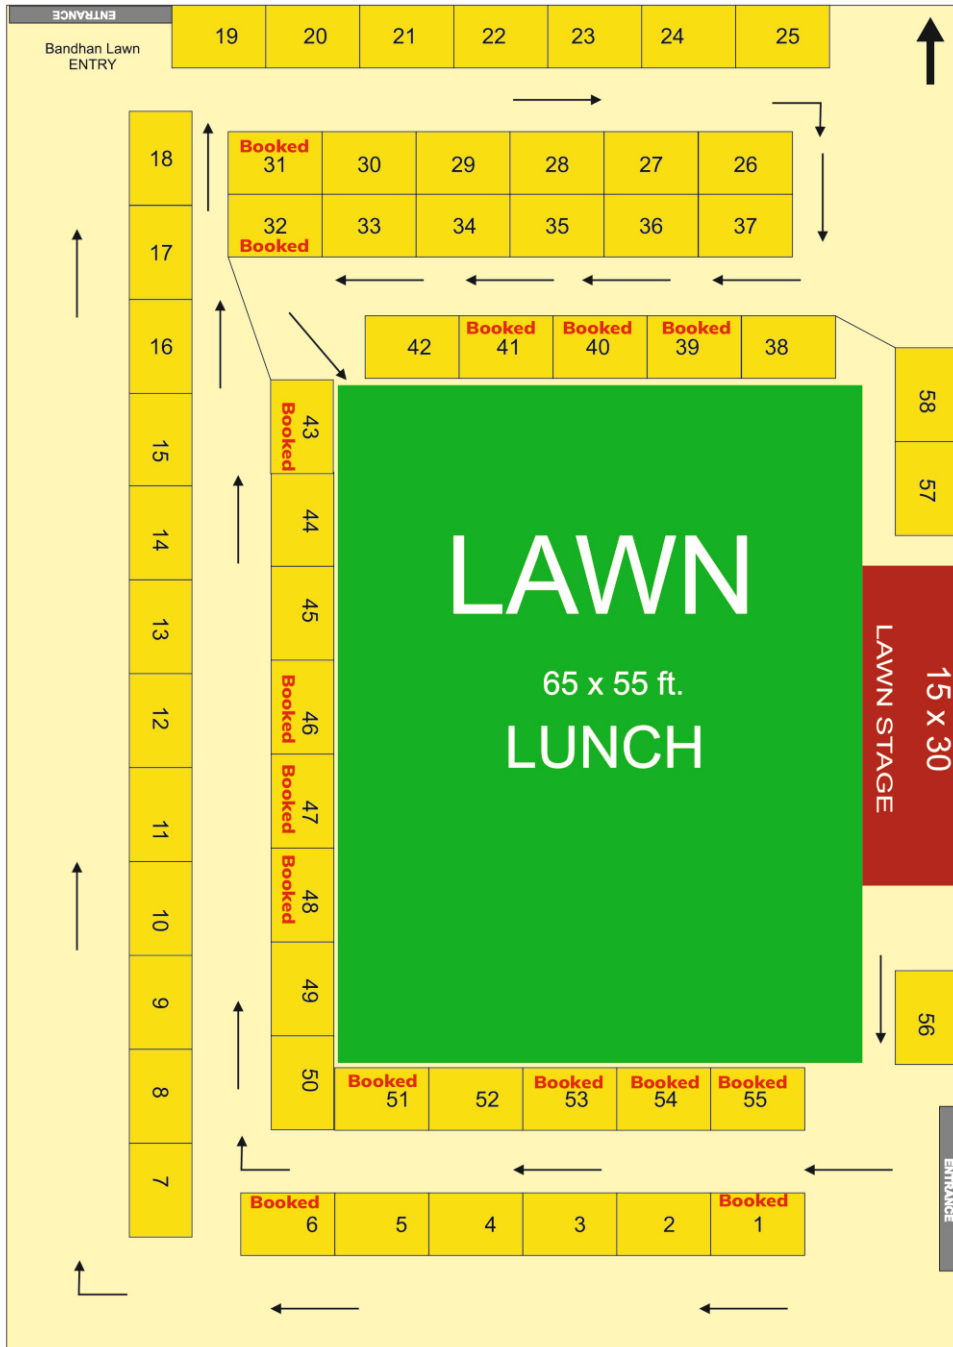 ENTRANCE
Bandhan Lawn
ENTRY
19 20 21 22 23 24 25
18
17
16
15
14
13
12
11
10
9
8
7
Booked
31 30 29 28 27 26
32 33 34 35 36 37
Booked
Booked Booked Booked
42 41 40 39 38
58
57
43
Booked
44
45
46
Booked
47
Booked
48
Booked
49
50
LAWN
65 x 55 ft.
LUNCH
15 x 30
LAWN STAGE
56
Booked Booked Booked Booked
51 52 53 54 55
ENTRANCE
Booked Booked
6 5 4 3 2 1